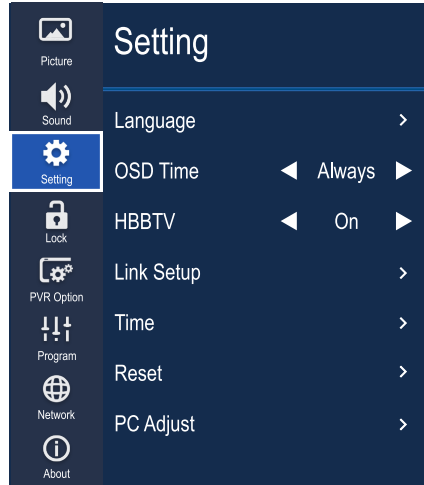 Picture
Sound
Setting
Lock
PVR Option
Program
Network
About
Setting
Language
OSD Time Always
HBBTV On
Link Setup
Time
Reset
PC Adjust